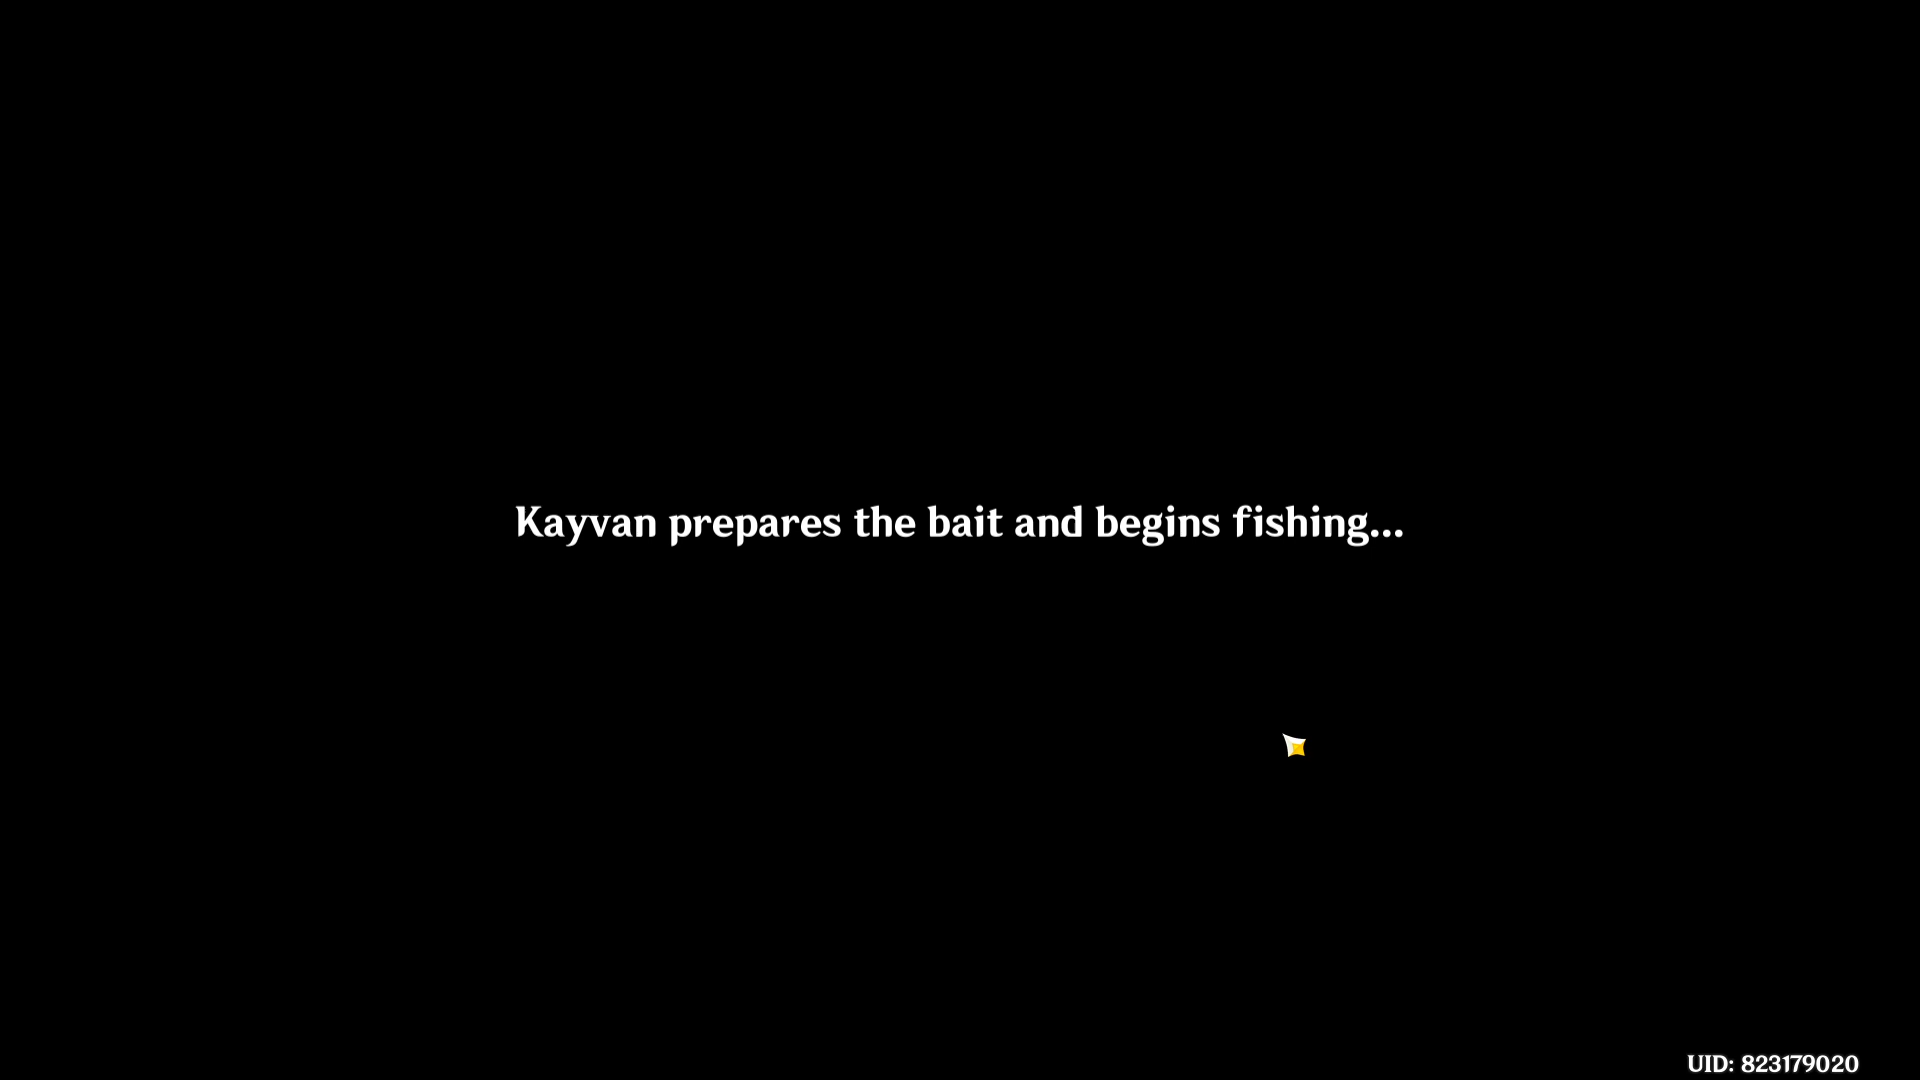 Kayvan prepares the bait and begins fishing...
UID: 823179020